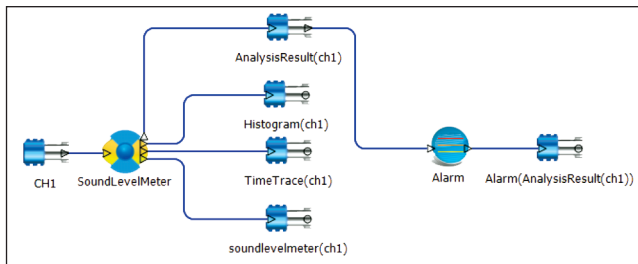 AnalysisResult(ch1)
Histogram(ch1)
CH1
SoundLevelMeter
TimeTrace(ch1)
Alarm
Alarm(AnalysisResult(ch1))
soundlevelmeter(ch1)